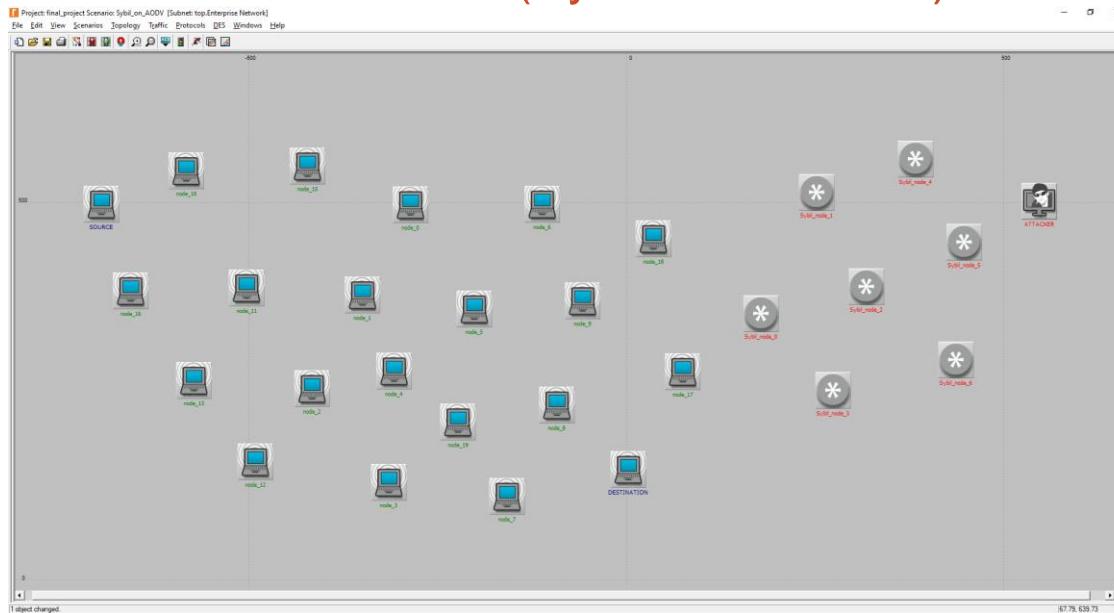 Project: final_project Scenario: Sybil_on_AODV [Subnet: top.Enterprise Network]
File Edit View Scenarios Topology Traffic Protocols DES Windows Help
-500 0 500
500
SOURCE
node_15
node_0
node_6
node_18
Sybil_node_1
Sybil_node_4
ATTACKER
Sybil_node_5
node_16
node_11
node_1
node_5
node_9
Sybil_node_0
Sybil_node_2
node_13
node_2
node_4
node_8
node_17
Sybil_node_3
Sybil_node_6
node_19
node_12
node_3
node_7
DESTINATION
0
1 object changed.
67.79, 639.73